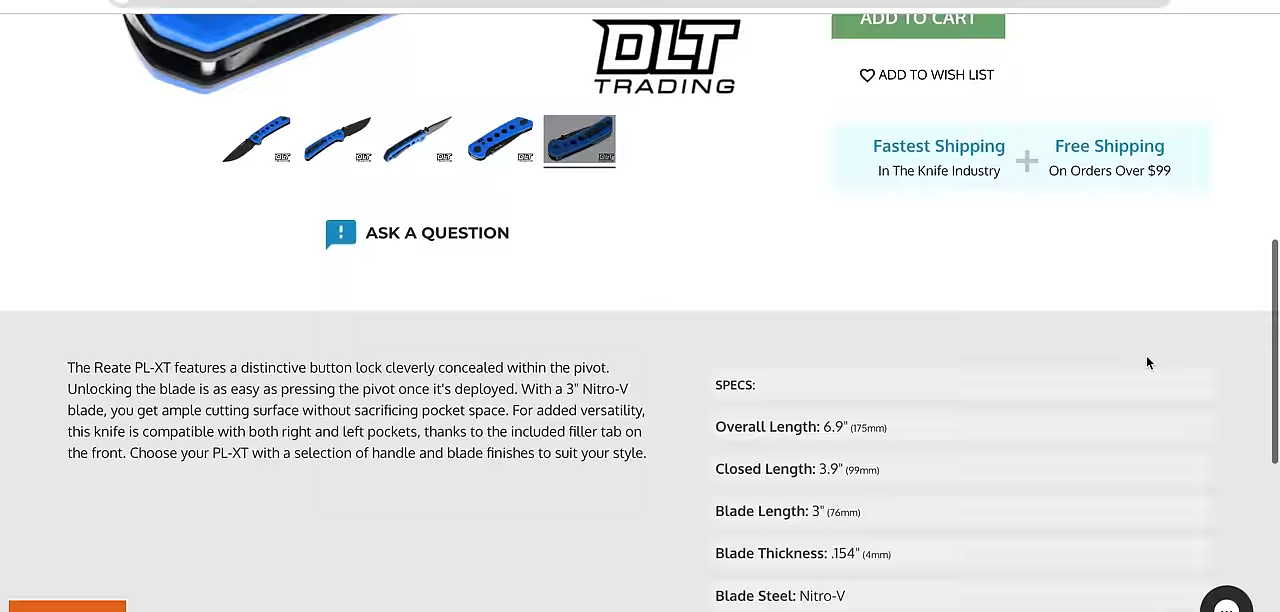 DLT
TRADING
ADD TO CART
ADD TO WISH LIST
Fastest Shipping
In The Knife Industry
+
Free Shipping
On Orders Over $99
DLT
DLT
DLT
DLT
DLT
! ASK A QUESTION
The Reate PL-XT features a distinctive button lock cleverly concealed within the pivot.
Unlocking the blade is as easy as pressing the pivot once it's deployed. With a 3" Nitro-V
blade, you get ample cutting surface without sacrificing pocket space. For added versatility,
this knife is compatible with both right and left pockets, thanks to the included filler tab on
the front. Choose your PL-XT with a selection of handle and blade finishes to suit your style.
SPECS:
Overall Length: 6.9" (175mm)
Closed Length: 3.9" (99mm)
Blade Length: 3" (76mm)
Blade Thickness: .154" (4mm)
Blade Steel: Nitro-V